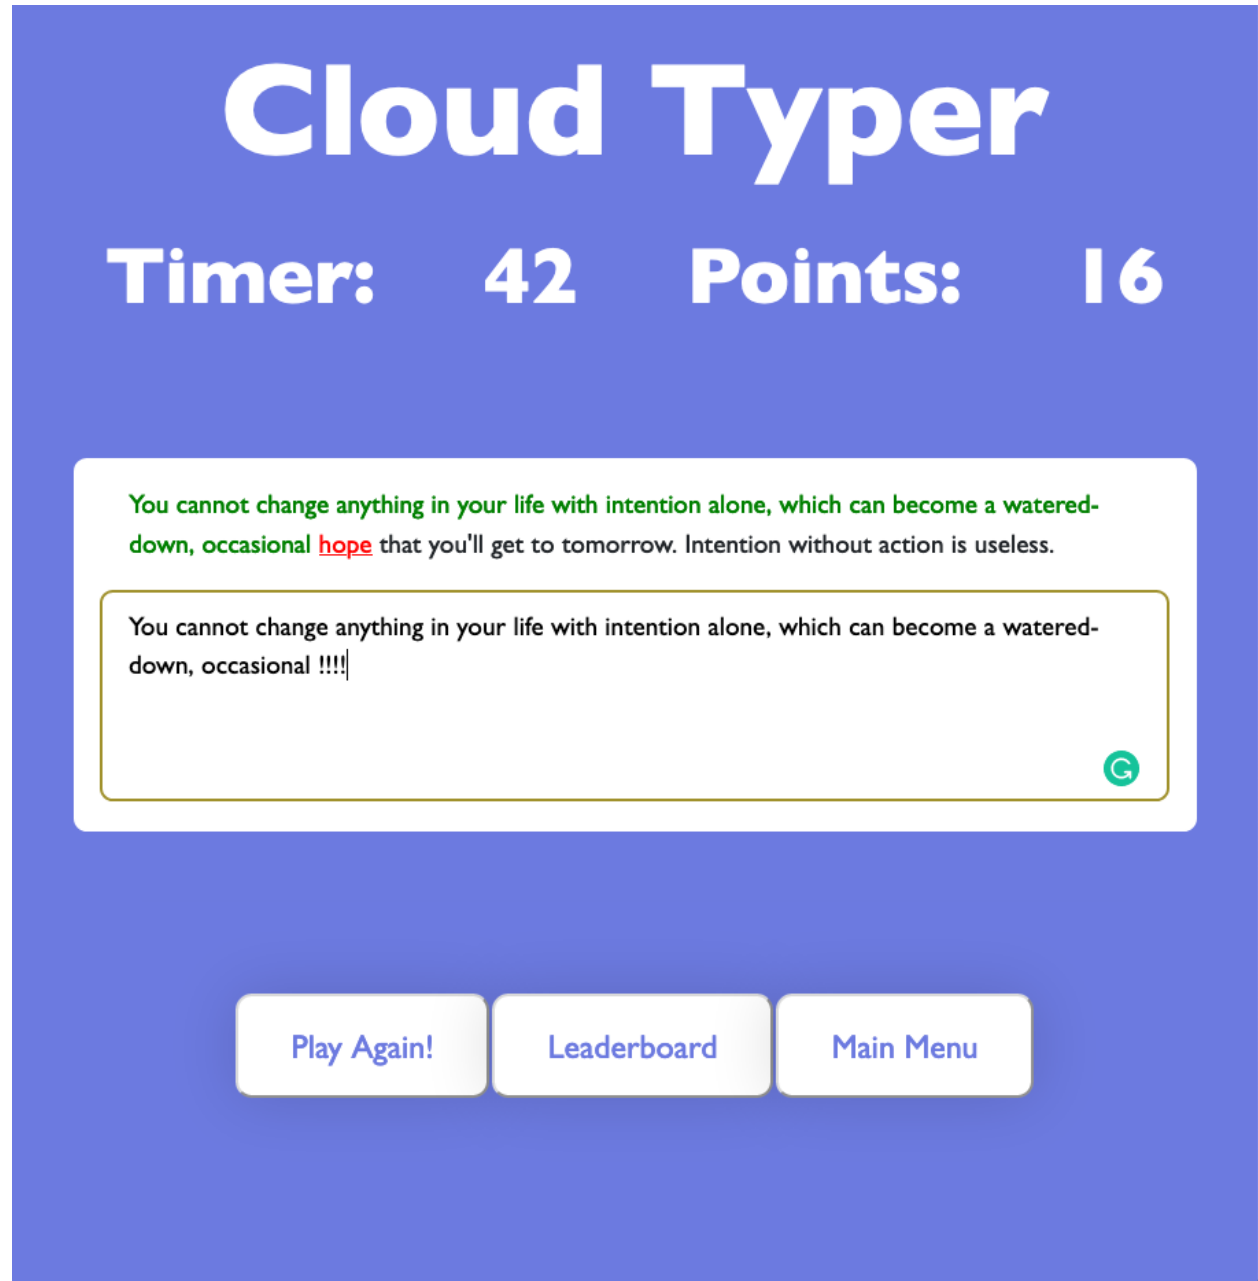 Cloud Typer
Timer: 42 Points: 16
You cannot change anything in your life with intention alone, which can become a watered-
down, occasional hope that you'll get to tomorrow. Intention without action is useless.
You cannot change anything in your life with intention alone, which can become a watered-
down, occasional !!!!
Play Again! Leaderboard Main Menu